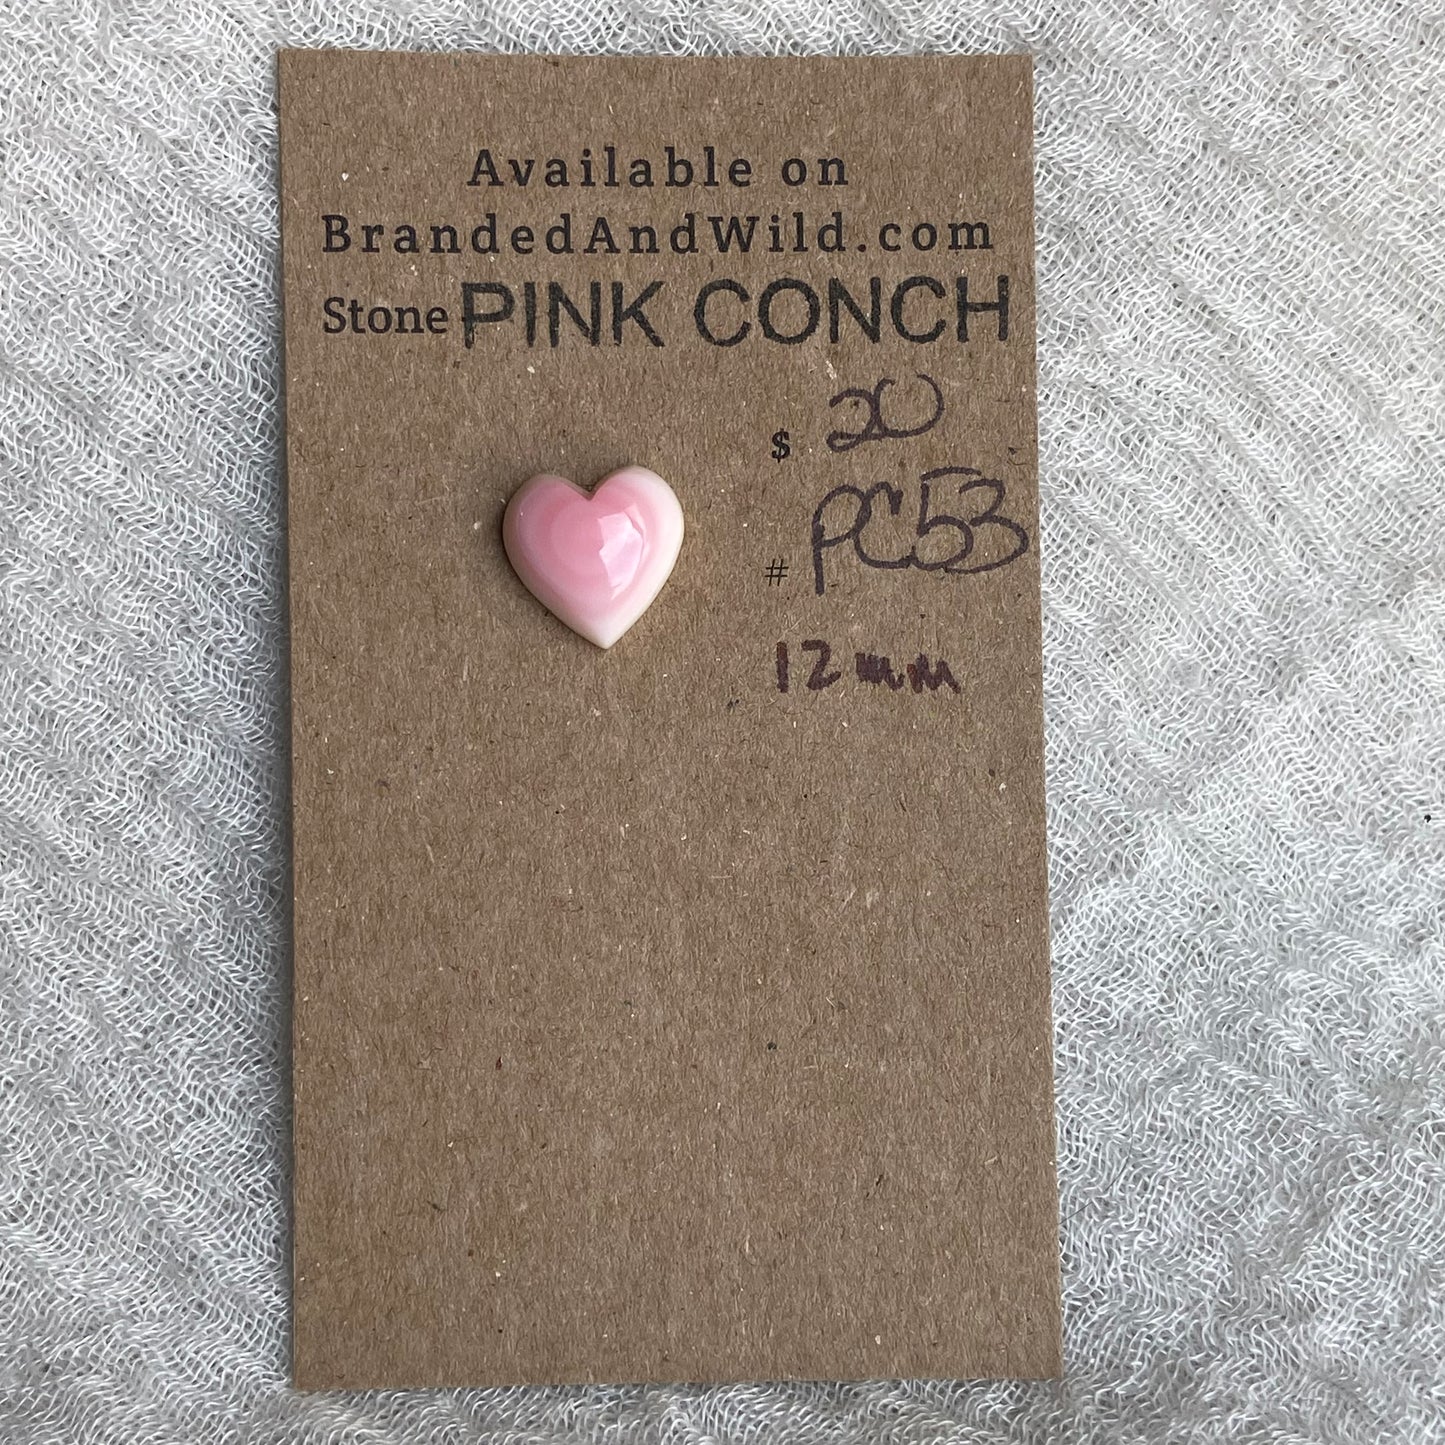 Available on
BrandedAndWild.com
Stone PINK CONCH
$ 20
# PC53
12mm